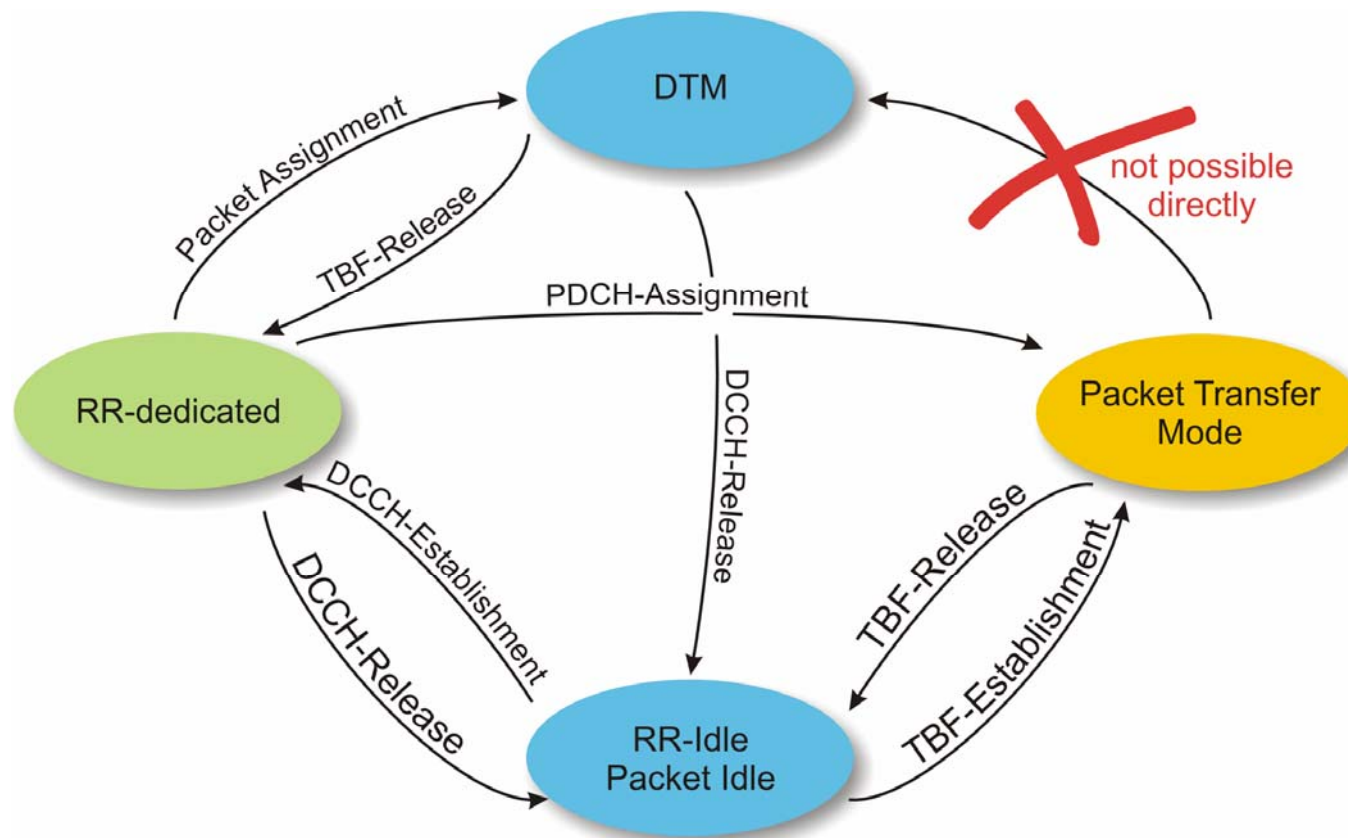 DTM
Packet Assignment
TBF-Release
not possible
directly
PDCH-Assignment
RR-dedicated
Packet Transfer
Mode
DCCH-Release
DCCH-Establishment
DCCH-Release
TBF-Release
TBF-Establishment
RR-Idle
Packet Idle